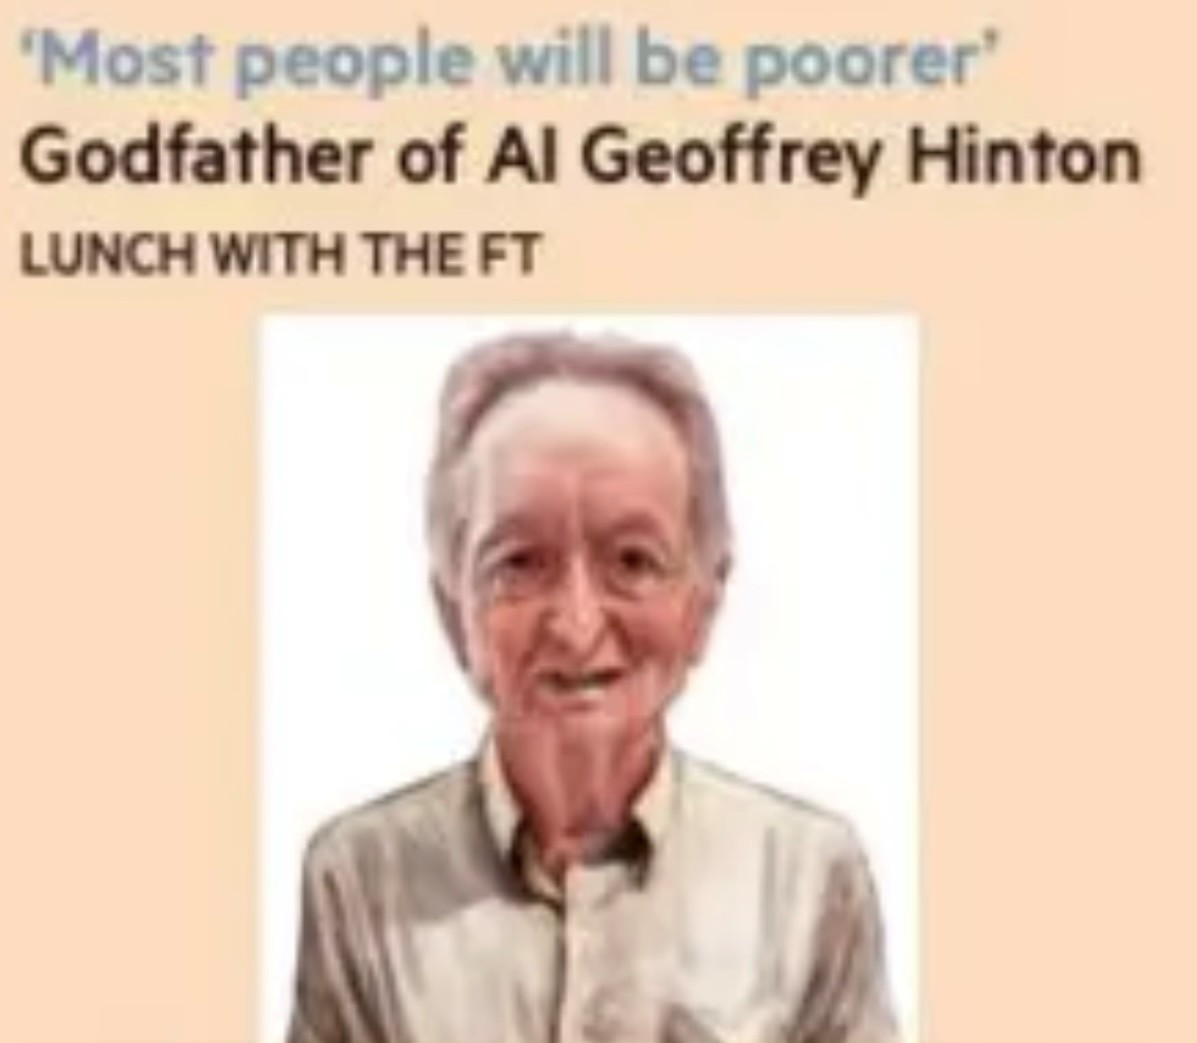 ‘Most people will be poorer’
Godfather of AI Geoffrey Hinton
LUNCH WITH THE FT